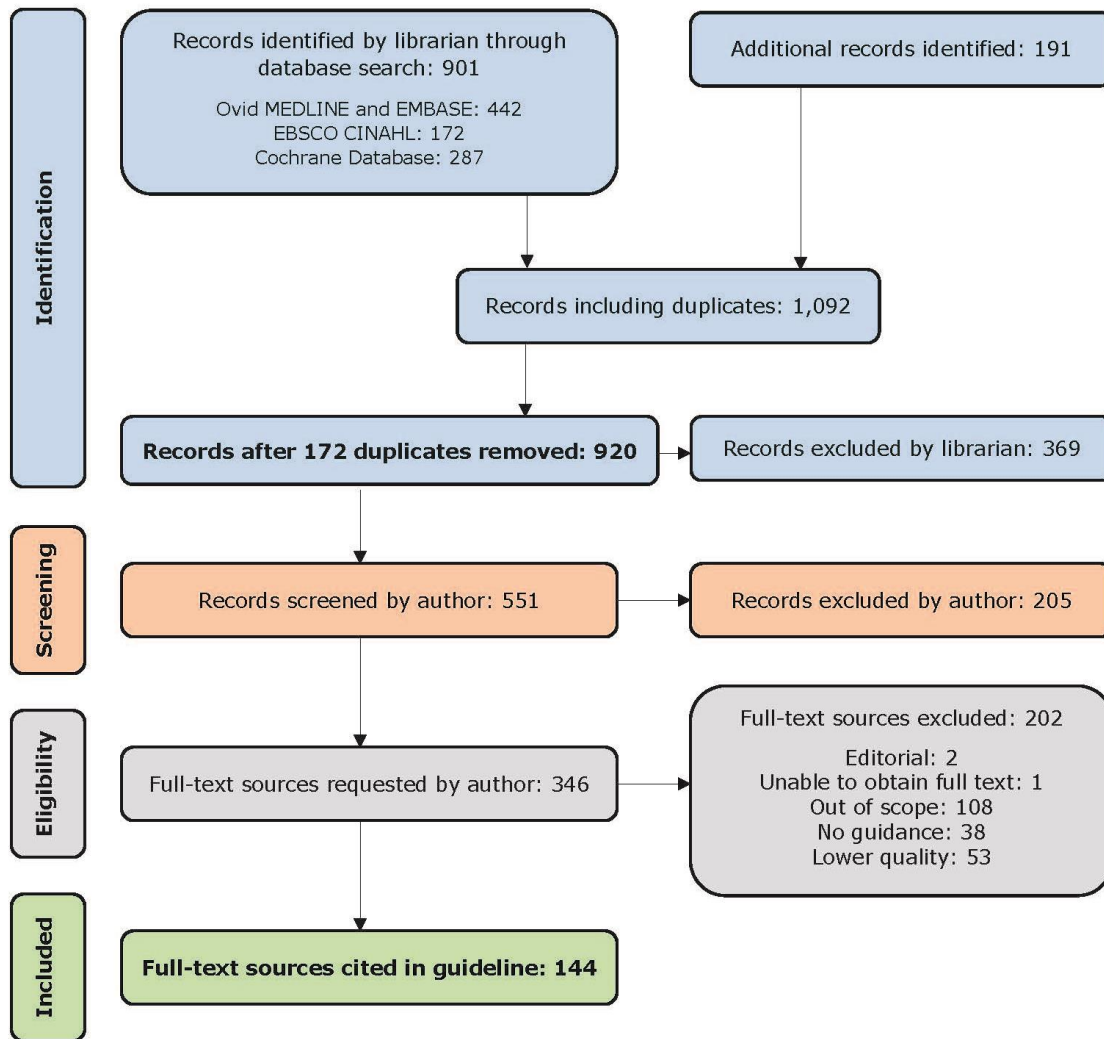 Identification
Records identified by librarian through
database search: 901
Ovid MEDLINE and EMBASE: 442
EBSCO CINAHL: 172
Cochrane Database: 287
Additional records identified: 191
Records including duplicates: 1,092
Records after 172 duplicates removed: 920
Records excluded by librarian: 369
Screening
Records screened by author: 551
Records excluded by author: 205
Eligibility
Full-text sources requested by author: 346
Full-text sources excluded: 202
Editorial: 2
Unable to obtain full text: 1
Out of scope: 108
No guidance: 38
Lower quality: 53
Included
Full-text sources cited in guideline: 144